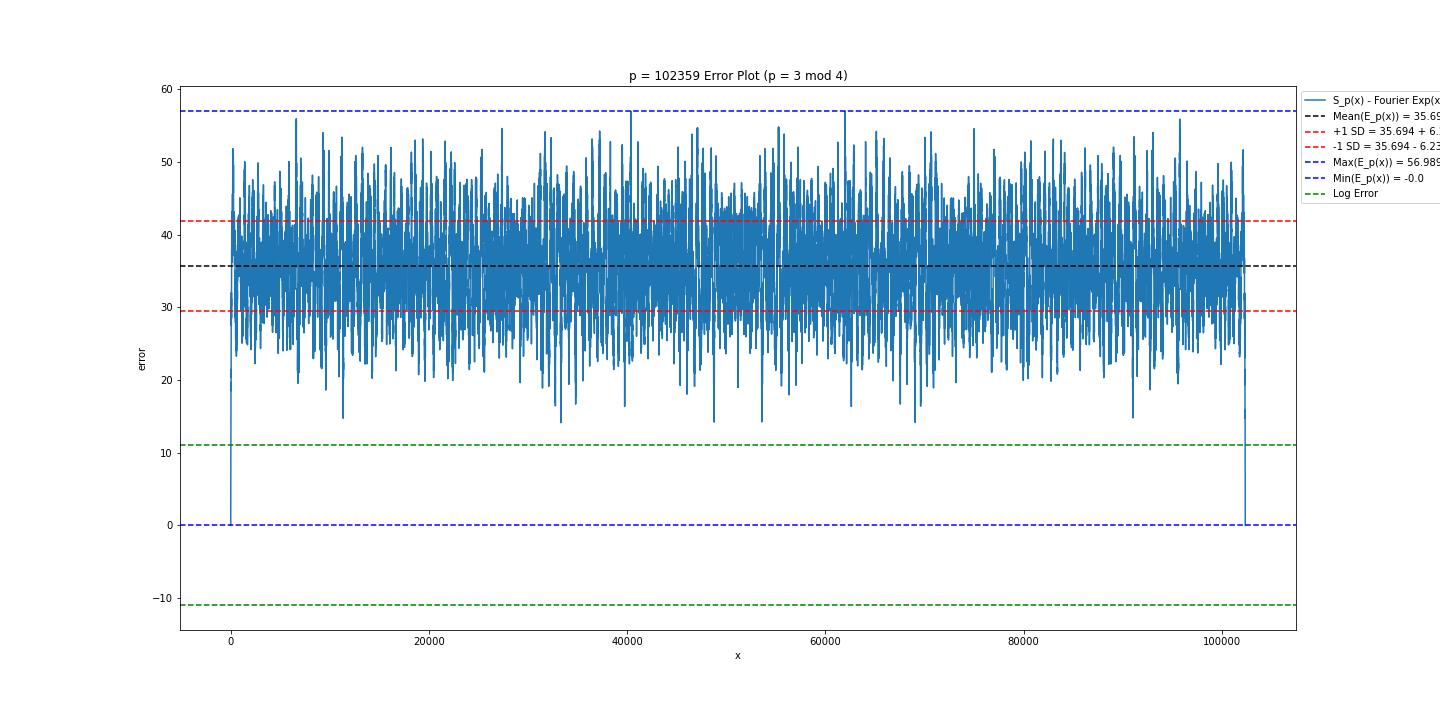 p = 102359 Error Plot (p = 3 mod 4)
60
50
40
30
20
10
0
−10
error
0
20000
40000
60000
80000
100000
x
S_p(x) - Fourier Exp(x
Mean(E_p(x)) = 35.69
+1 SD = 35.694 + 6.
-1 SD = 35.694 - 6.23
Max(E_p(x)) = 56.989
Min(E_p(x)) = -0.0
Log Error